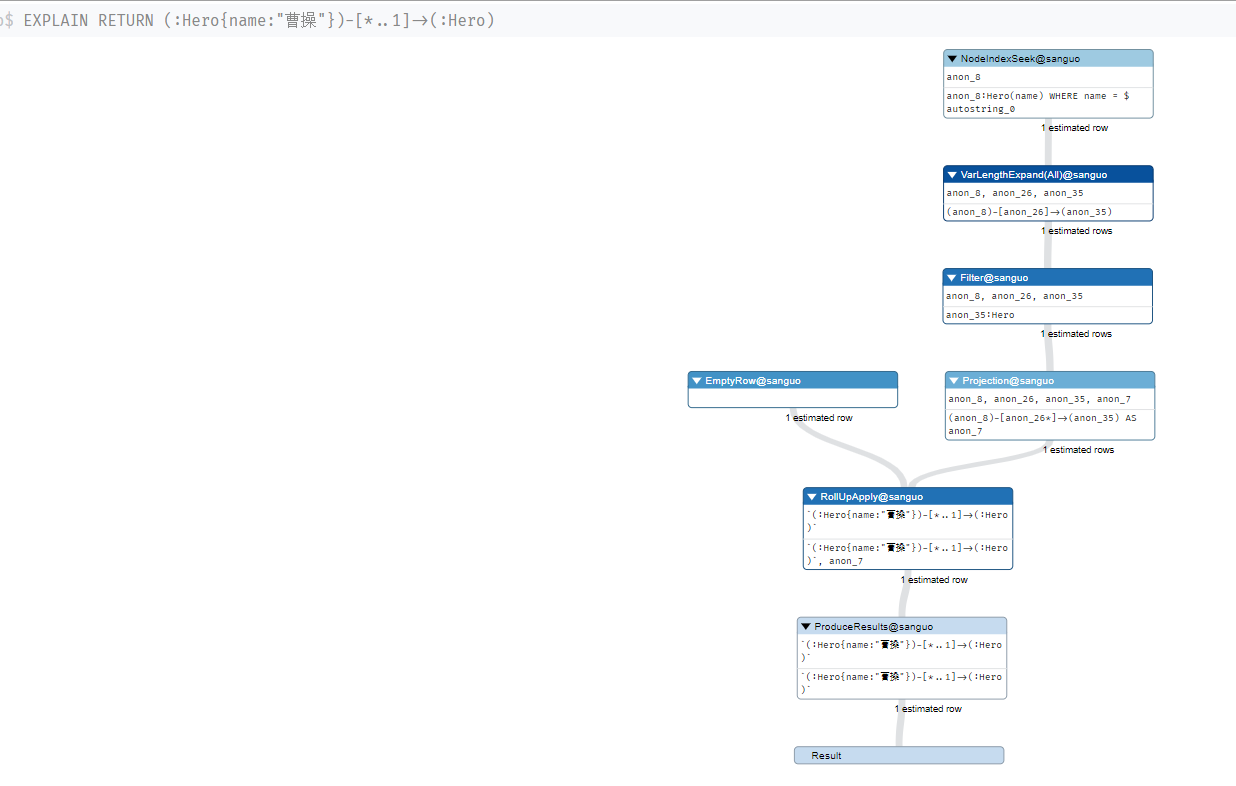 $ EXPLAIN RETURN (:Hero{name:"曹操"})-[*..1]->(:Hero)
NodeIndexSeek@sanguo
anon_8
anon_8:Hero(name) WHERE name = $
autostring_0
1 estimated row
VarLengthExpand(All)@sanguo
anon_8, anon_26, anon_35
(anon_8)-[anon_26]->(anon_35)
1 estimated rows
Filter@sanguo
anon_8, anon_26, anon_35
anon_35:Hero
1 estimated rows
EmptyRow@sanguo
1 estimated row
Projection@sanguo
anon_8, anon_26, anon_35, anon_7
(anon_8)-[anon_26*]->(anon_35) AS
anon_7
1 estimated rows
RollUpApply@sanguo
`(:Hero{name:"曹操"})-[*..1]->(:Hero
)`
`(:Hero{name:"曹操"})-[*..1]->(:Hero
)`, anon_7
1 estimated row
ProduceResults@sanguo
`(:Hero{name:"曹操"})-[*..1]->(:Hero
)`
`(:Hero{name:"曹操"})-[*..1]->(:Hero
)`
1 estimated row
Result